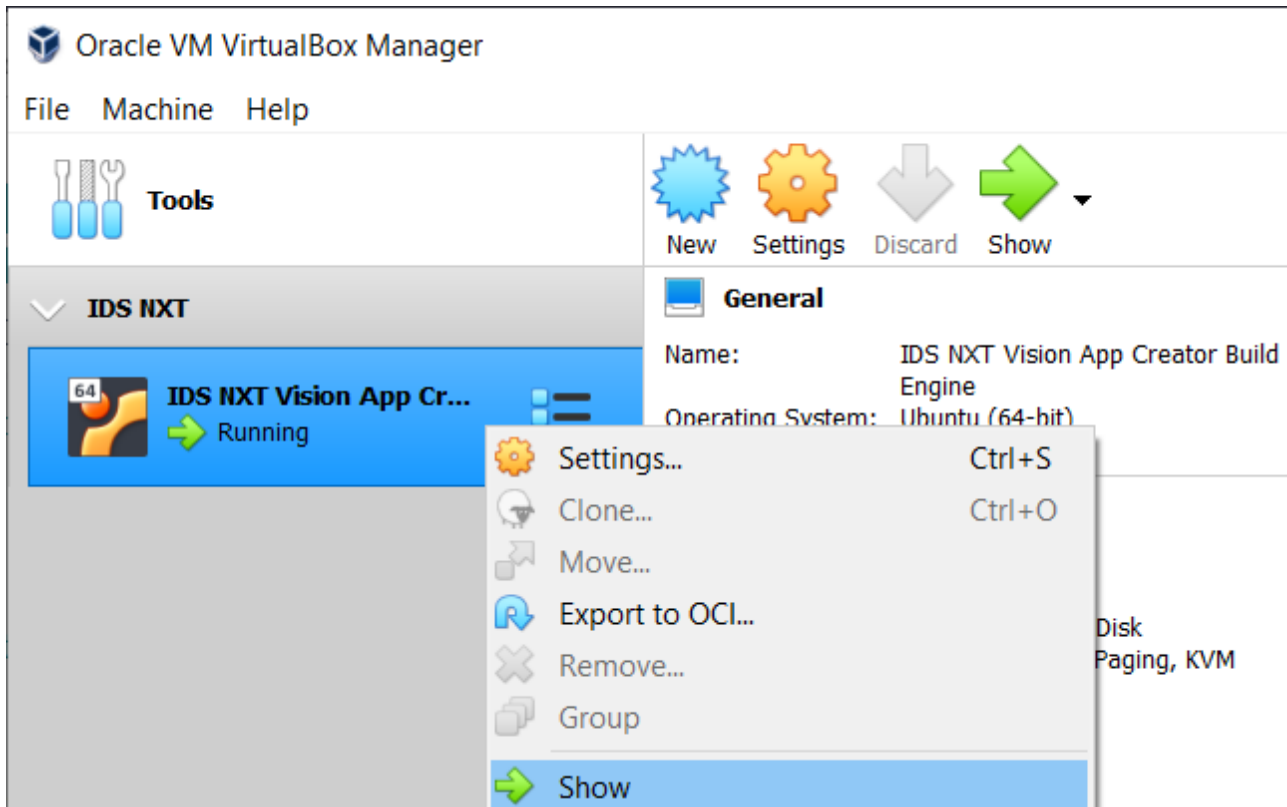 Oracle VM VirtualBox Manager
File Machine Help
Tools
New Settings Discard Show
IDS NXT
General
Name: IDS NXT Vision App Creator Build
Engine
Operating System: Ubuntu (64-bit)
64
IDS NXT Vision App Cr...
Running
Settings... Ctrl+S
Clone... Ctrl+O
Move...
Export to OCI...
Remove...
Group
Show
Disk
Paging, KVM